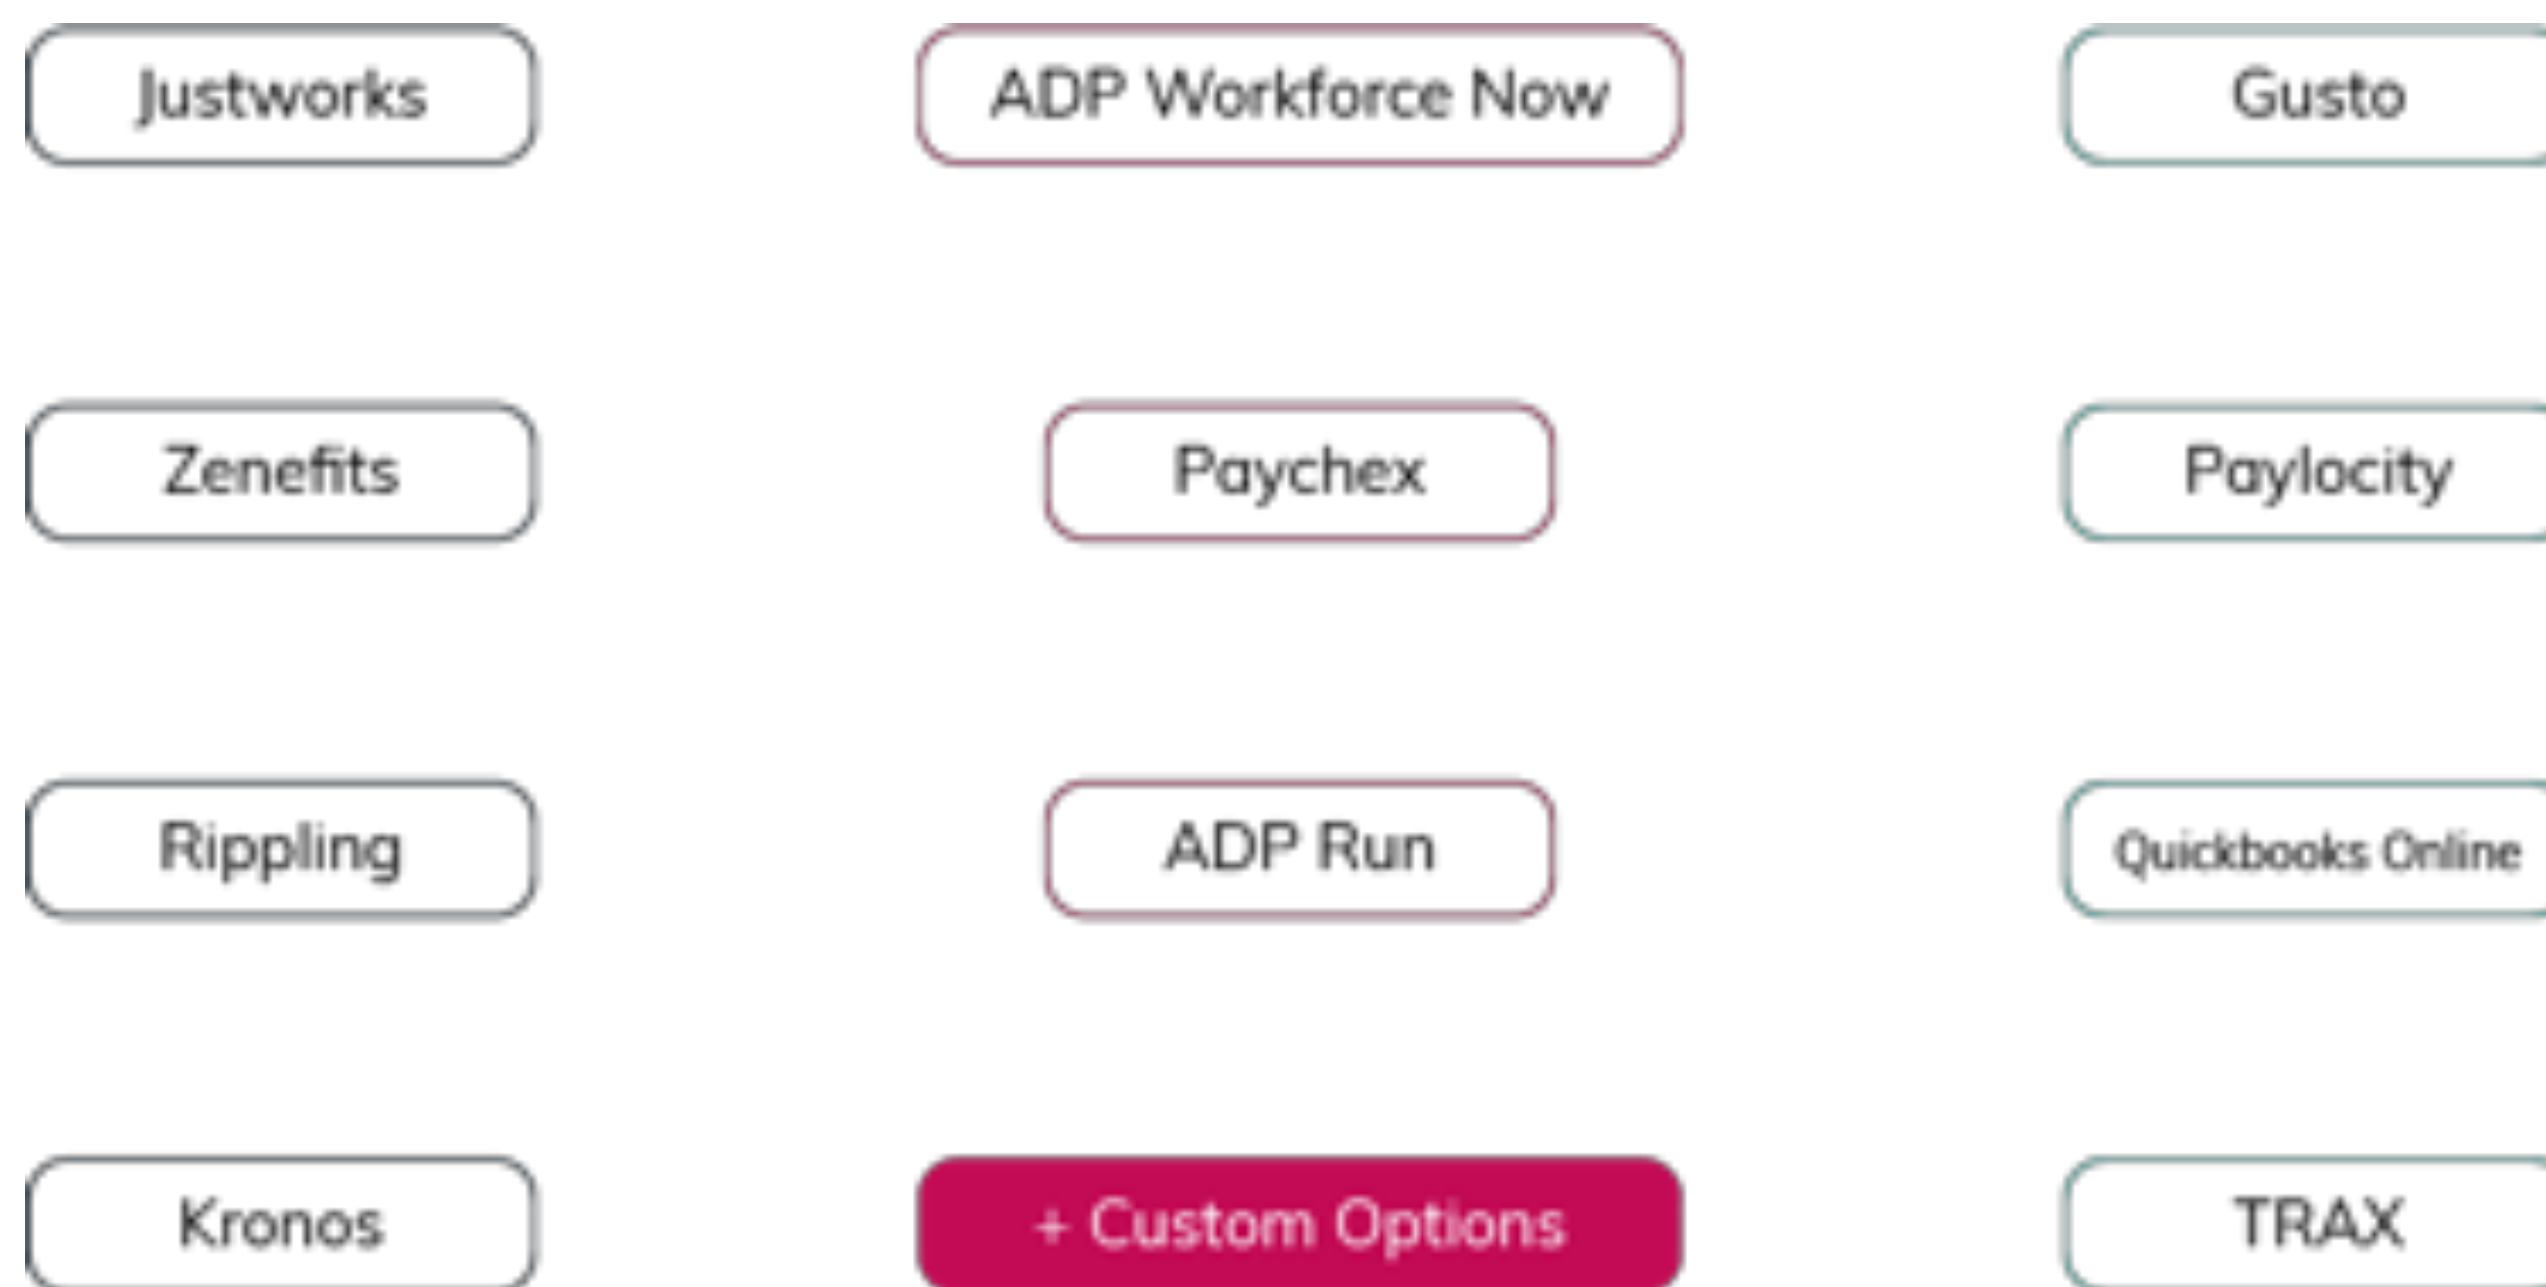 Justworks
ADP Workforce Now
Gusto
Zenefits
Paychex
Paylocity
Rippling
ADP Run
Quickbooks Online
Kronos
+ Custom Options
TRAX